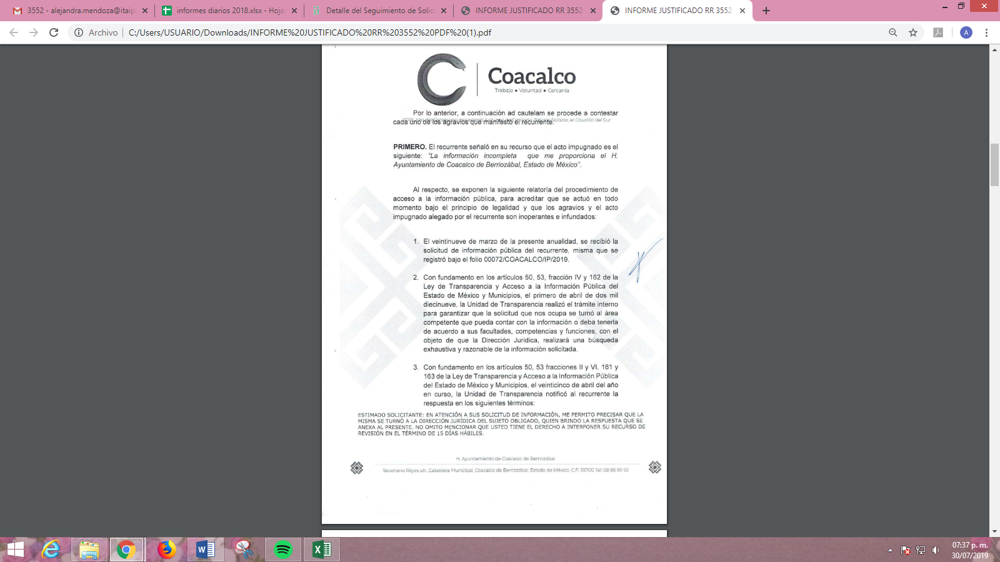 3552 - alejandra.mendoza@itaip
informes diarios 2018.xlsx - Hoja
Detalle del Seguimiento de Solic
INFORME JUSTIFICADO RR 3552
INFORME JUSTIFICADO RR 3552
Archivo
C:/Users/USUARIO/Downloads/INFORME%20JUSTIFICADO%20RR%203552%20PDF%20(1).pdf
A
Coacalco
Trabajo ♦ Voluntad ♦ Cercanía
Por lo anterior, a continuación ad cautelam se procede a contestar
Salazar, el Caudillo del Sur
cada uno de los agravios que manifestó el recurrente.
PRIMERO. El recurrente señaló en su recurso que el acto impugnado es el
siguiente: "La información incompleta que me proporciona el H.
Ayuntamiento de Coacalco de Berriozábal, Estado de México".
Al respecto, se exponen la siguiente relatoría del procedimiento de
acceso a la información pública, para acreditar que se actuó en todo
momento bajo el principio de legalidad y que los agravios y el acto
impugnado alegado por el recurrente son inoperantes e infundados:
1. El veintinueve de marzo de la presente anualidad, se recibió la
solicitud de información pública del recurrente, misma que se
registró bajo el folio 00072/COACALCO/IP/2019.
2. Con fundamento en los artículos 50, 53, fracción IV y 162 de la
Ley de Transparencia y Acceso a la Información Pública del
Estado de México y Municipios, el primero de abril de dos mil
diecinueve, la Unidad de Transparencia realizó el trámite interno
para garantizar que la solicitud que nos ocupa se turnó al área
competente que pueda contar con la información o deba tenerla
de acuerdo a sus facultades, competencias y funciones, con el
objeto de que la Dirección Jurídica, realizará una búsqueda
exhaustiva y razonable de la información solicitada.
3. Con fundamento en los artículos 50, 53 fracciones II y VI, 161 y
163 de la Ley de Transparencia y Acceso a la Información Pública
del Estado de México y Municipios, el veinticinco de abril del año
en curso, la Unidad de Transparencia notificó al recurrente la
respuesta en los siguientes términos:
ESTIMADO SOLICITANTE: EN ATENCIÓN A SUS SOLICITUD DE INFORMACIÓN, ME PERMITO PRECISAR QUE LA
MISMA SE TURNÓ A LA DIRECCIÓN JURÍDICA DEL SUJETO OBLIGADO, QUIEN BRINDO LA RESPUESTA QUE SE
ANEXA AL PRESENTE. NO OMITO MENCIONAR QUE USTED TIENE EL DERECHO A INTERPONER SU RECURSO DE
REVISIÓN EN EL TÉRMINO DE 15 DÍAS HÁBILES.
H. Ayuntamiento de Coacalco de Berriozábal
Severiano Reyes s/n, Cabecera Municipal, Coacalco de Berriozábal, Estado de México, C.P. 55700 Tel: 58 98 99 93
07:37 p. m.
30/07/2019